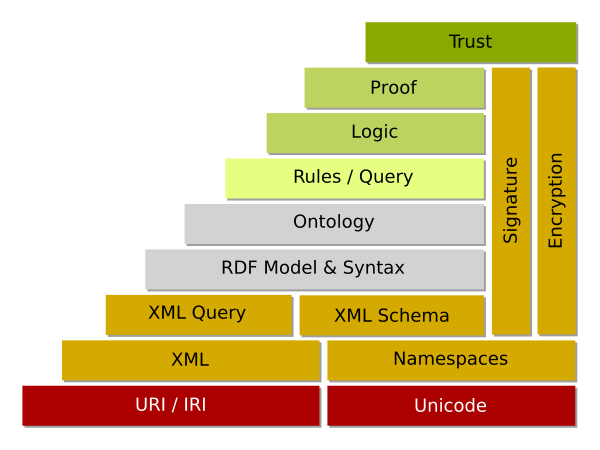 Trust
Proof
Logic
Rules / Query
Ontology
RDF Model & Syntax
Signature
Encryption
XML Query
XML Schema
XML
Namespaces
URI / IRI
Unicode